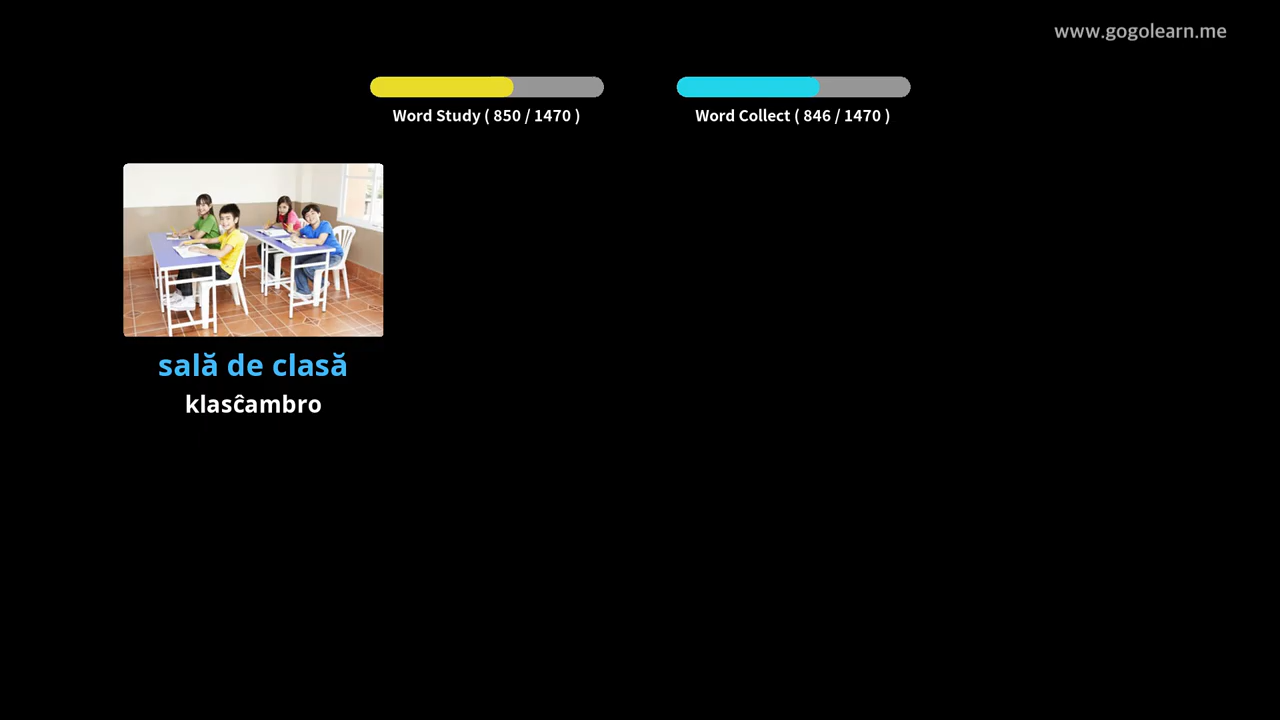 www.gogolearn.me
Word Study ( 850 / 1470 )
Word Collect ( 846 / 1470 )
sală de clasă
klasĉambro